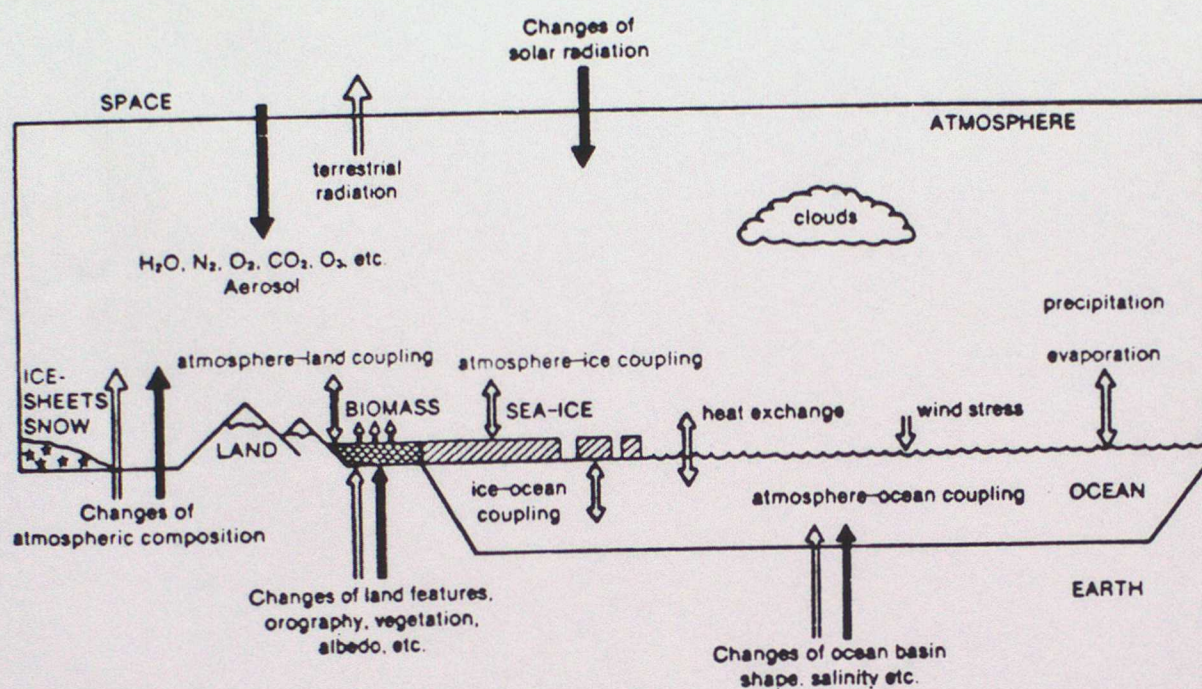 Changes of
solar radiation
SPACE
ATMOSPHERE
terrestrial
radiation
clouds
H₂O, N₂, O₂, CO₂, O₃, etc.
Aerosol
precipitation
evaporation
atmosphere–land coupling
atmosphere–ice coupling
ICE-
SHEETS
SNOW
BIOMASS
SEA-ICE
heat exchange
wind stress
LAND
ice–ocean
coupling
atmosphere–ocean coupling
OCEAN
Changes of
atmospheric composition
EARTH
Changes of land features,
orography, vegetation,
albedo, etc.
Changes of ocean basin
shape, salinity etc.